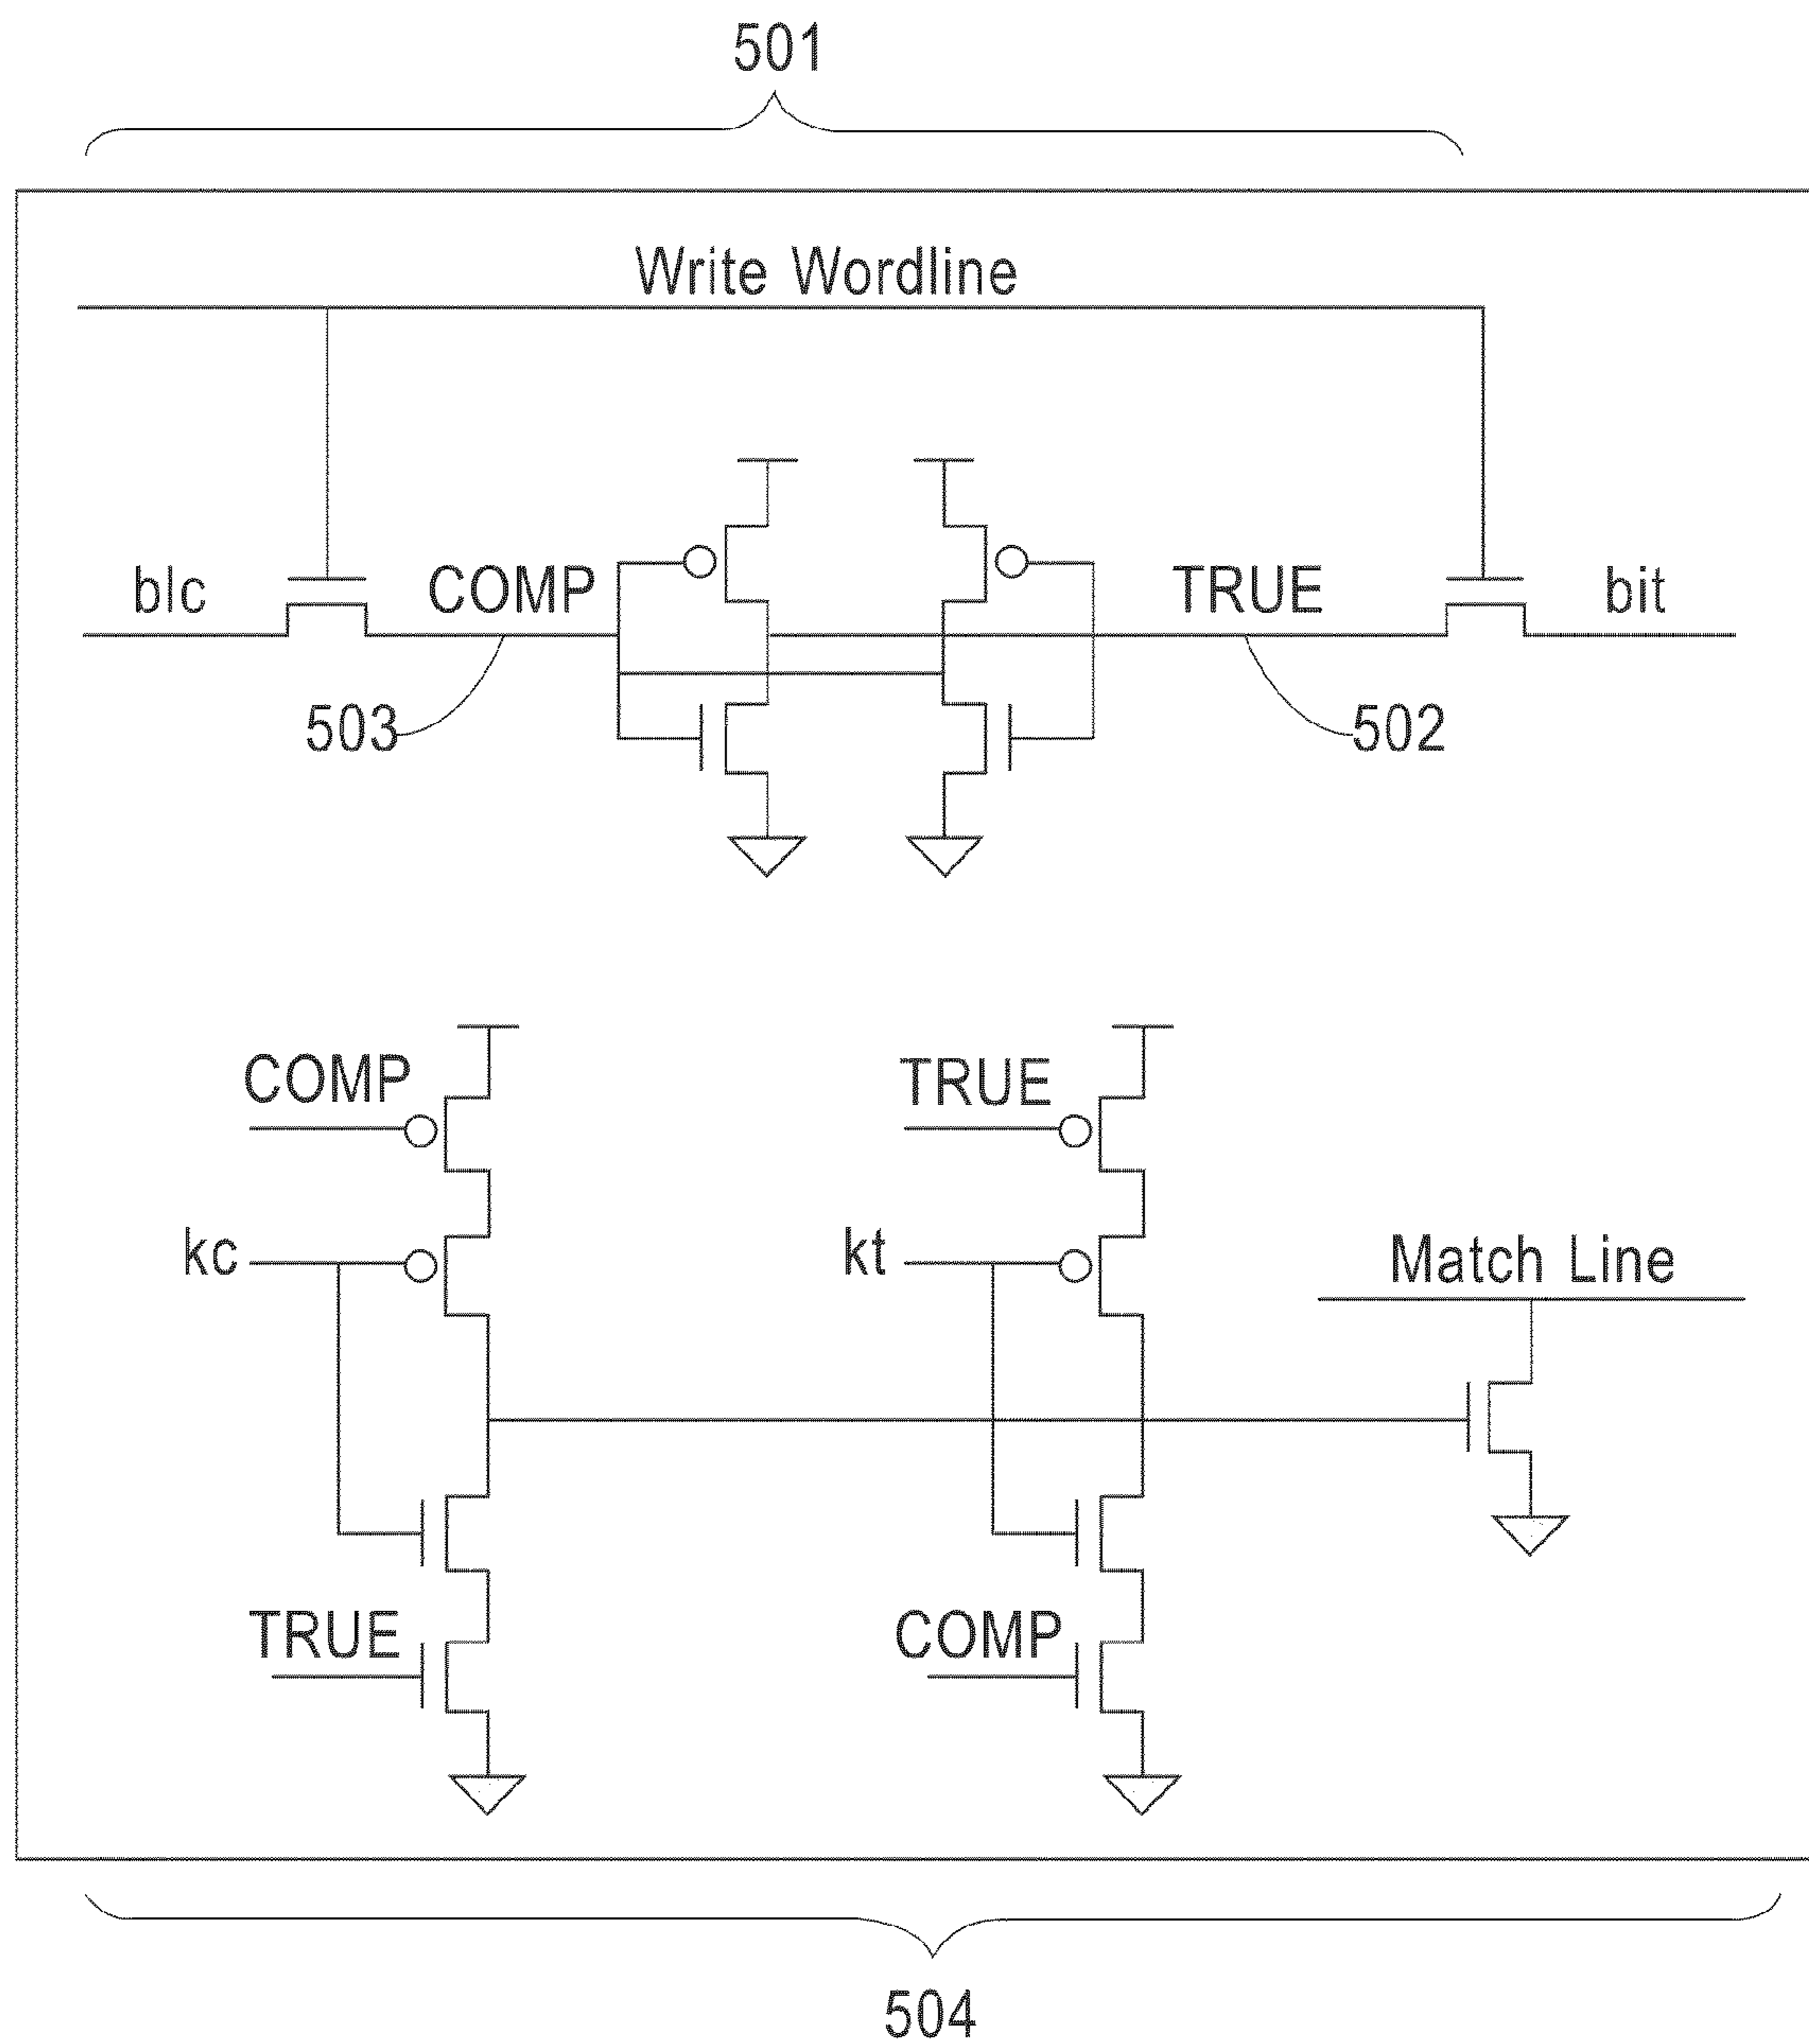 501
Write Wordline
blc
COMP
TRUE
bit
503
502
COMP
TRUE
kc
kt
Match Line
TRUE
COMP
504